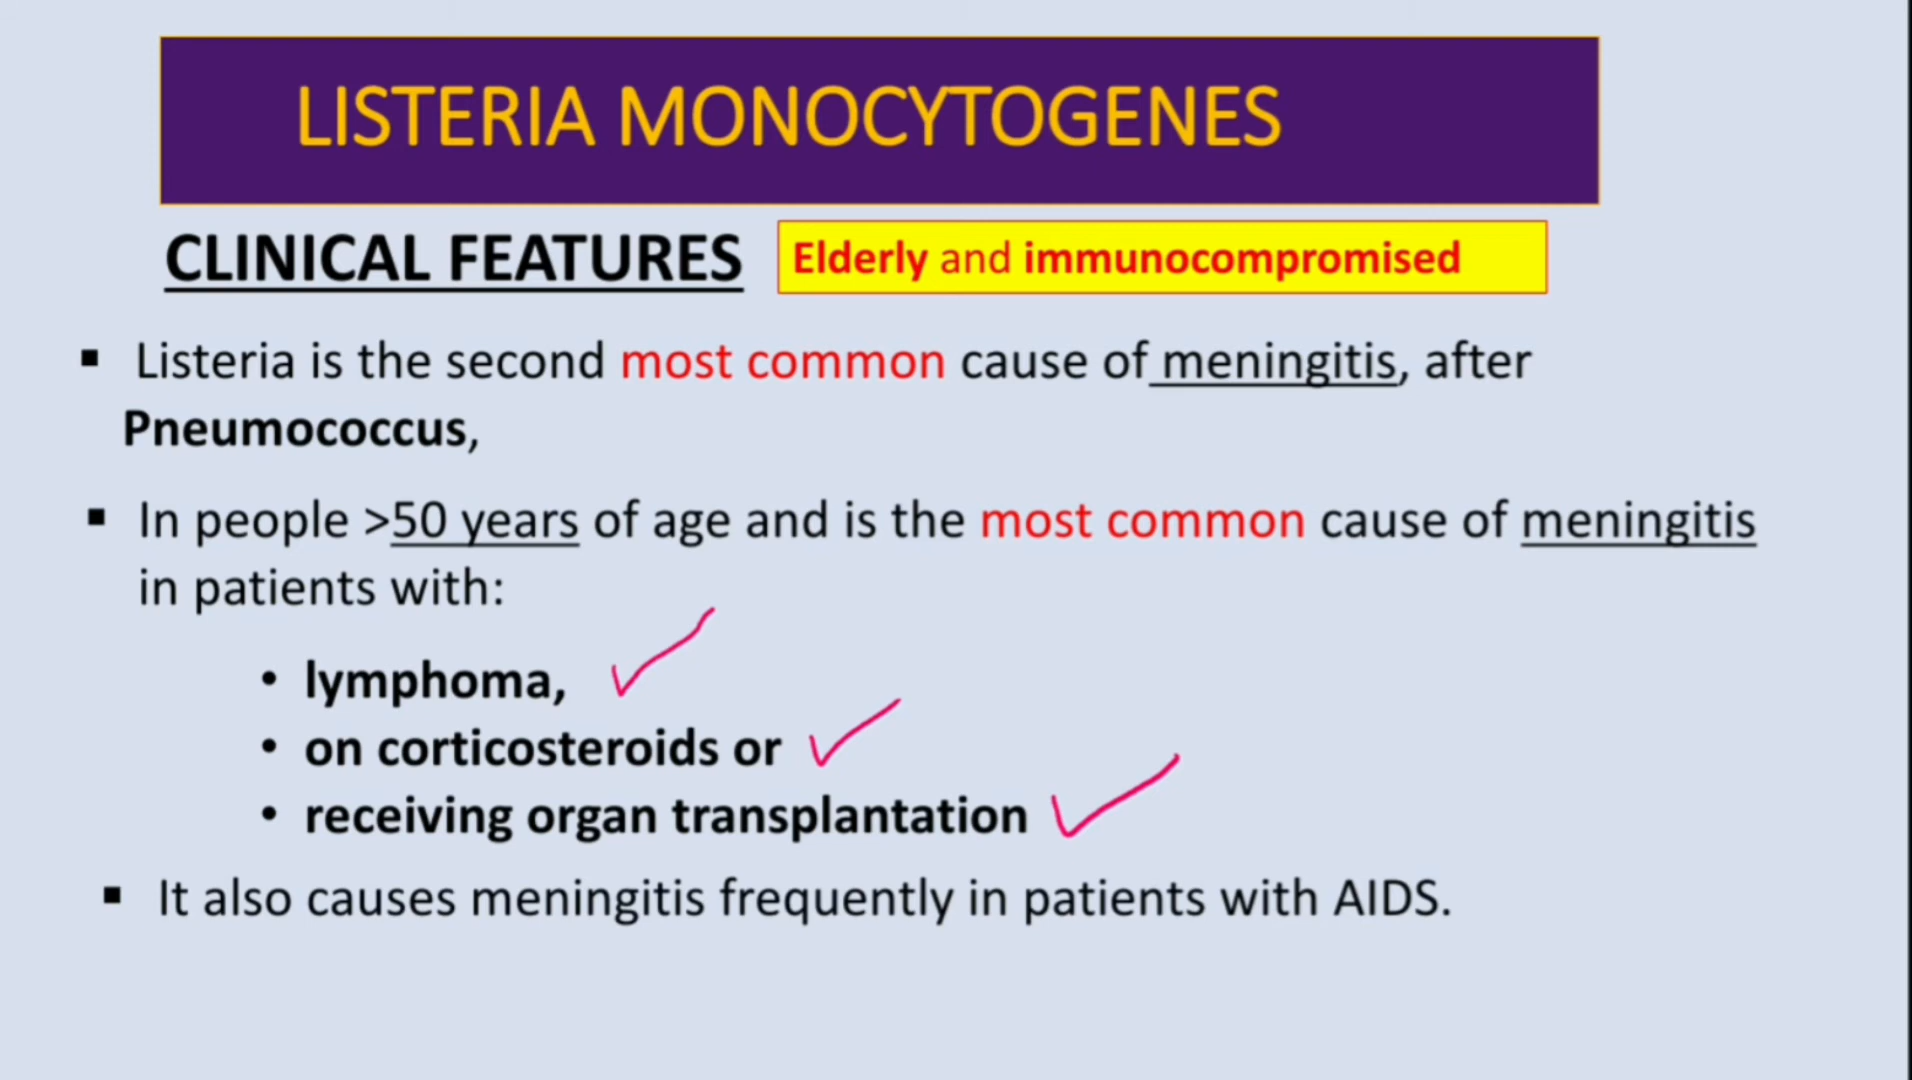 LISTERIA MONOCYTOGENES
CLINICAL FEATURES
Elderly and immunocompromised
▪ Listeria is the second most common cause of meningitis, after
Pneumococcus,
▪ In people >50 years of age and is the most common cause of meningitis
in patients with:
• lymphoma,
• on corticosteroids or
• receiving organ transplantation
▪ It also causes meningitis frequently in patients with AIDS.